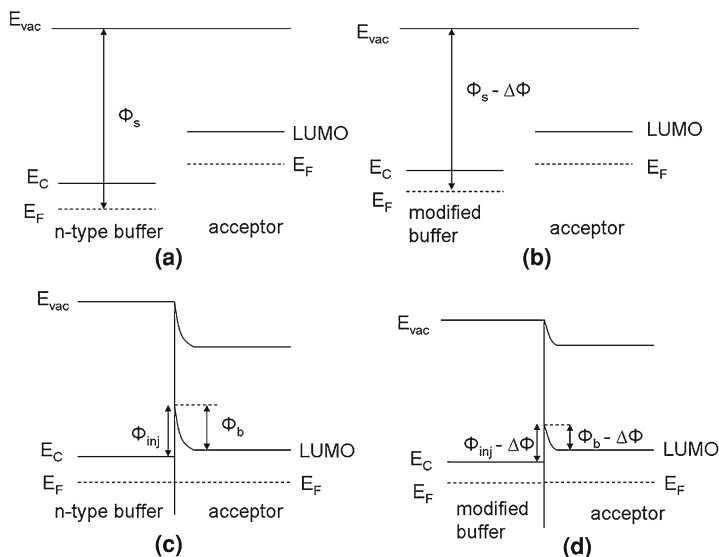 E_vac
Φ_s
LUMO
E_F
E_C
E_F
n-type buffer
acceptor
(a)
E_vac
Φ_s - ΔΦ
LUMO
E_F
E_C
E_F
modified
buffer
acceptor
(b)
E_vac
Φ_inj
Φ_b
E_C
LUMO
E_F
E_F
n-type buffer
acceptor
(c)
E_vac
Φ_inj - ΔΦ
Φ_b - ΔΦ
LUMO
E_C
E_F
E_F
modified
buffer
acceptor
(d)